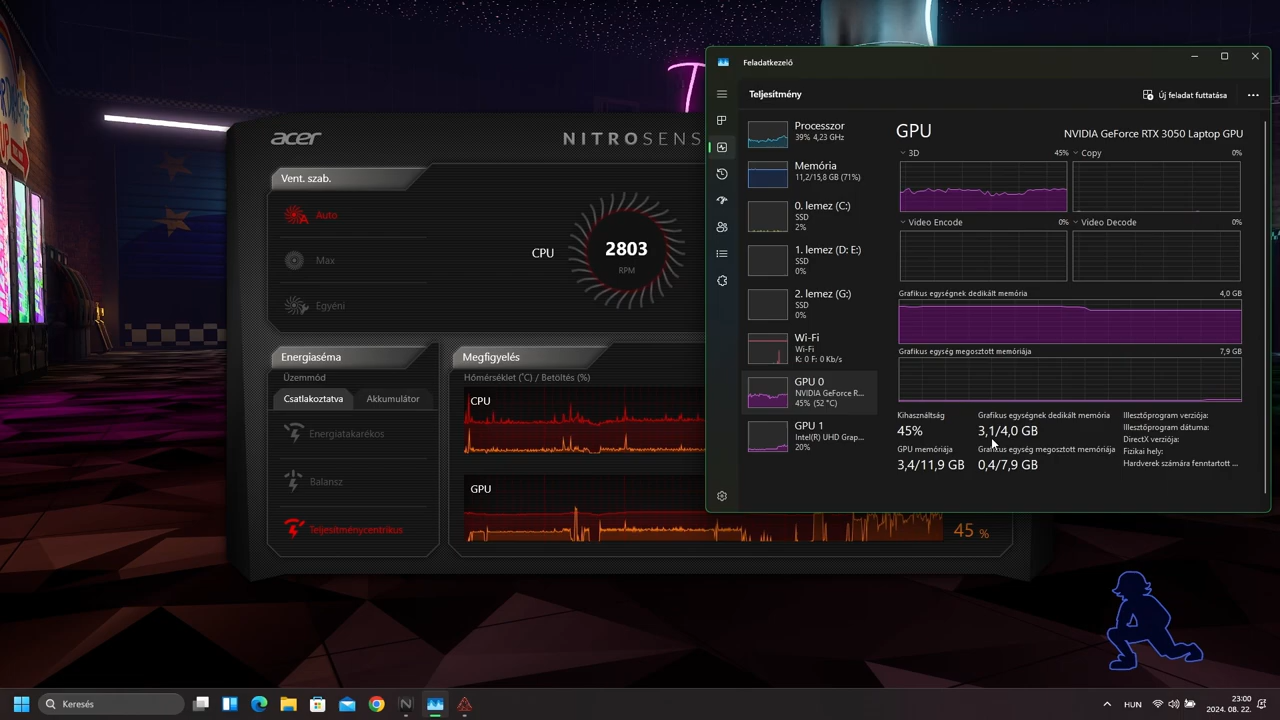 acer
NITROSENS
Vent. szab.
Auto
Max
Egyéni
CPU
2803
RPM
Energiaséma
Üzemmód
Csatlakoztatva
Akkumulátor
Energiatakarékos
Balansz
Teljesítménycentrikus
Megfigyelés
Hőmérséklet (°C) / Betöltés (%)
CPU
GPU
45 %
Feladatkezelő
Teljesítmény
Új feladat futtatása
Processzor
39% 4,23 GHz
Memória
11,2/15,8 GB (71%)
0. lemez (C:)
SSD
2%
1. lemez (D: E:)
SSD
0%
2. lemez (G:)
SSD
0%
Wi-Fi
Wi-Fi
K: 0 F: 0 Kb/s
GPU 0
NVIDIA GeForce R...
45% (52 °C)
GPU 1
Intel(R) UHD Grap...
20%
GPU
NVIDIA GeForce RTX 3050 Laptop GPU
3D 45%
Copy 0%
Video Encode 0%
Video Decode 0%
Grafikus egységnek dedikált memória 4,0 GB
Grafikus egység megosztott memóriája 7,9 GB
Kihasználtság
45%
Grafikus egységnek dedikált memória
3,1/4,0 GB
GPU memóriája
3,4/11,9 GB
Grafikus egység megosztott memóriája
0,4/7,9 GB
Illesztőprogram verziója:
Illesztőprogram dátuma:
DirectX verziója:
Fizikai hely:
Hardverek számára fenntartott ...
Keresés
HUN
23:00
2024. 08. 22.